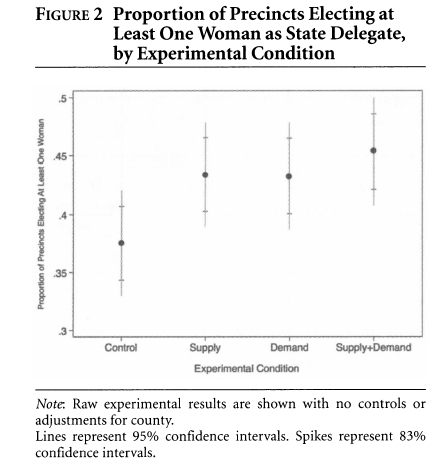 FIGURE 2 Proportion of Precincts Electing at
Least One Woman as State Delegate,
by Experimental Condition
Proportion of Precincts Electing At Least One Woman
.5
.45
.4
.35
.3
Control
Supply
Demand
Supply+Demand
Experimental Condition
Note: Raw experimental results are shown with no controls or
adjustments for county.
Lines represent 95% confidence intervals. Spikes represent 83%
confidence intervals.